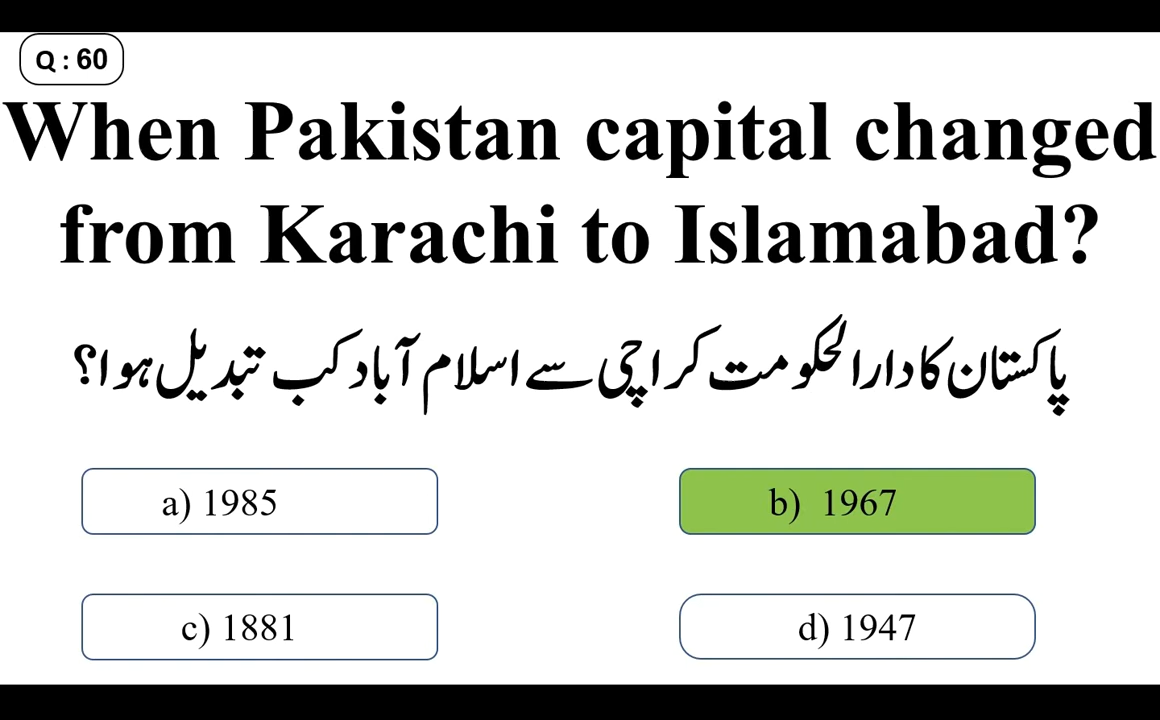 Q : 60
When Pakistan capital changed
from Karachi to Islamabad?
پاکستان کا دارالحکومت کراچی سے اسلام آباد کب تبدیل ہوا؟
a) 1985
b) 1967
c) 1881
d) 1947